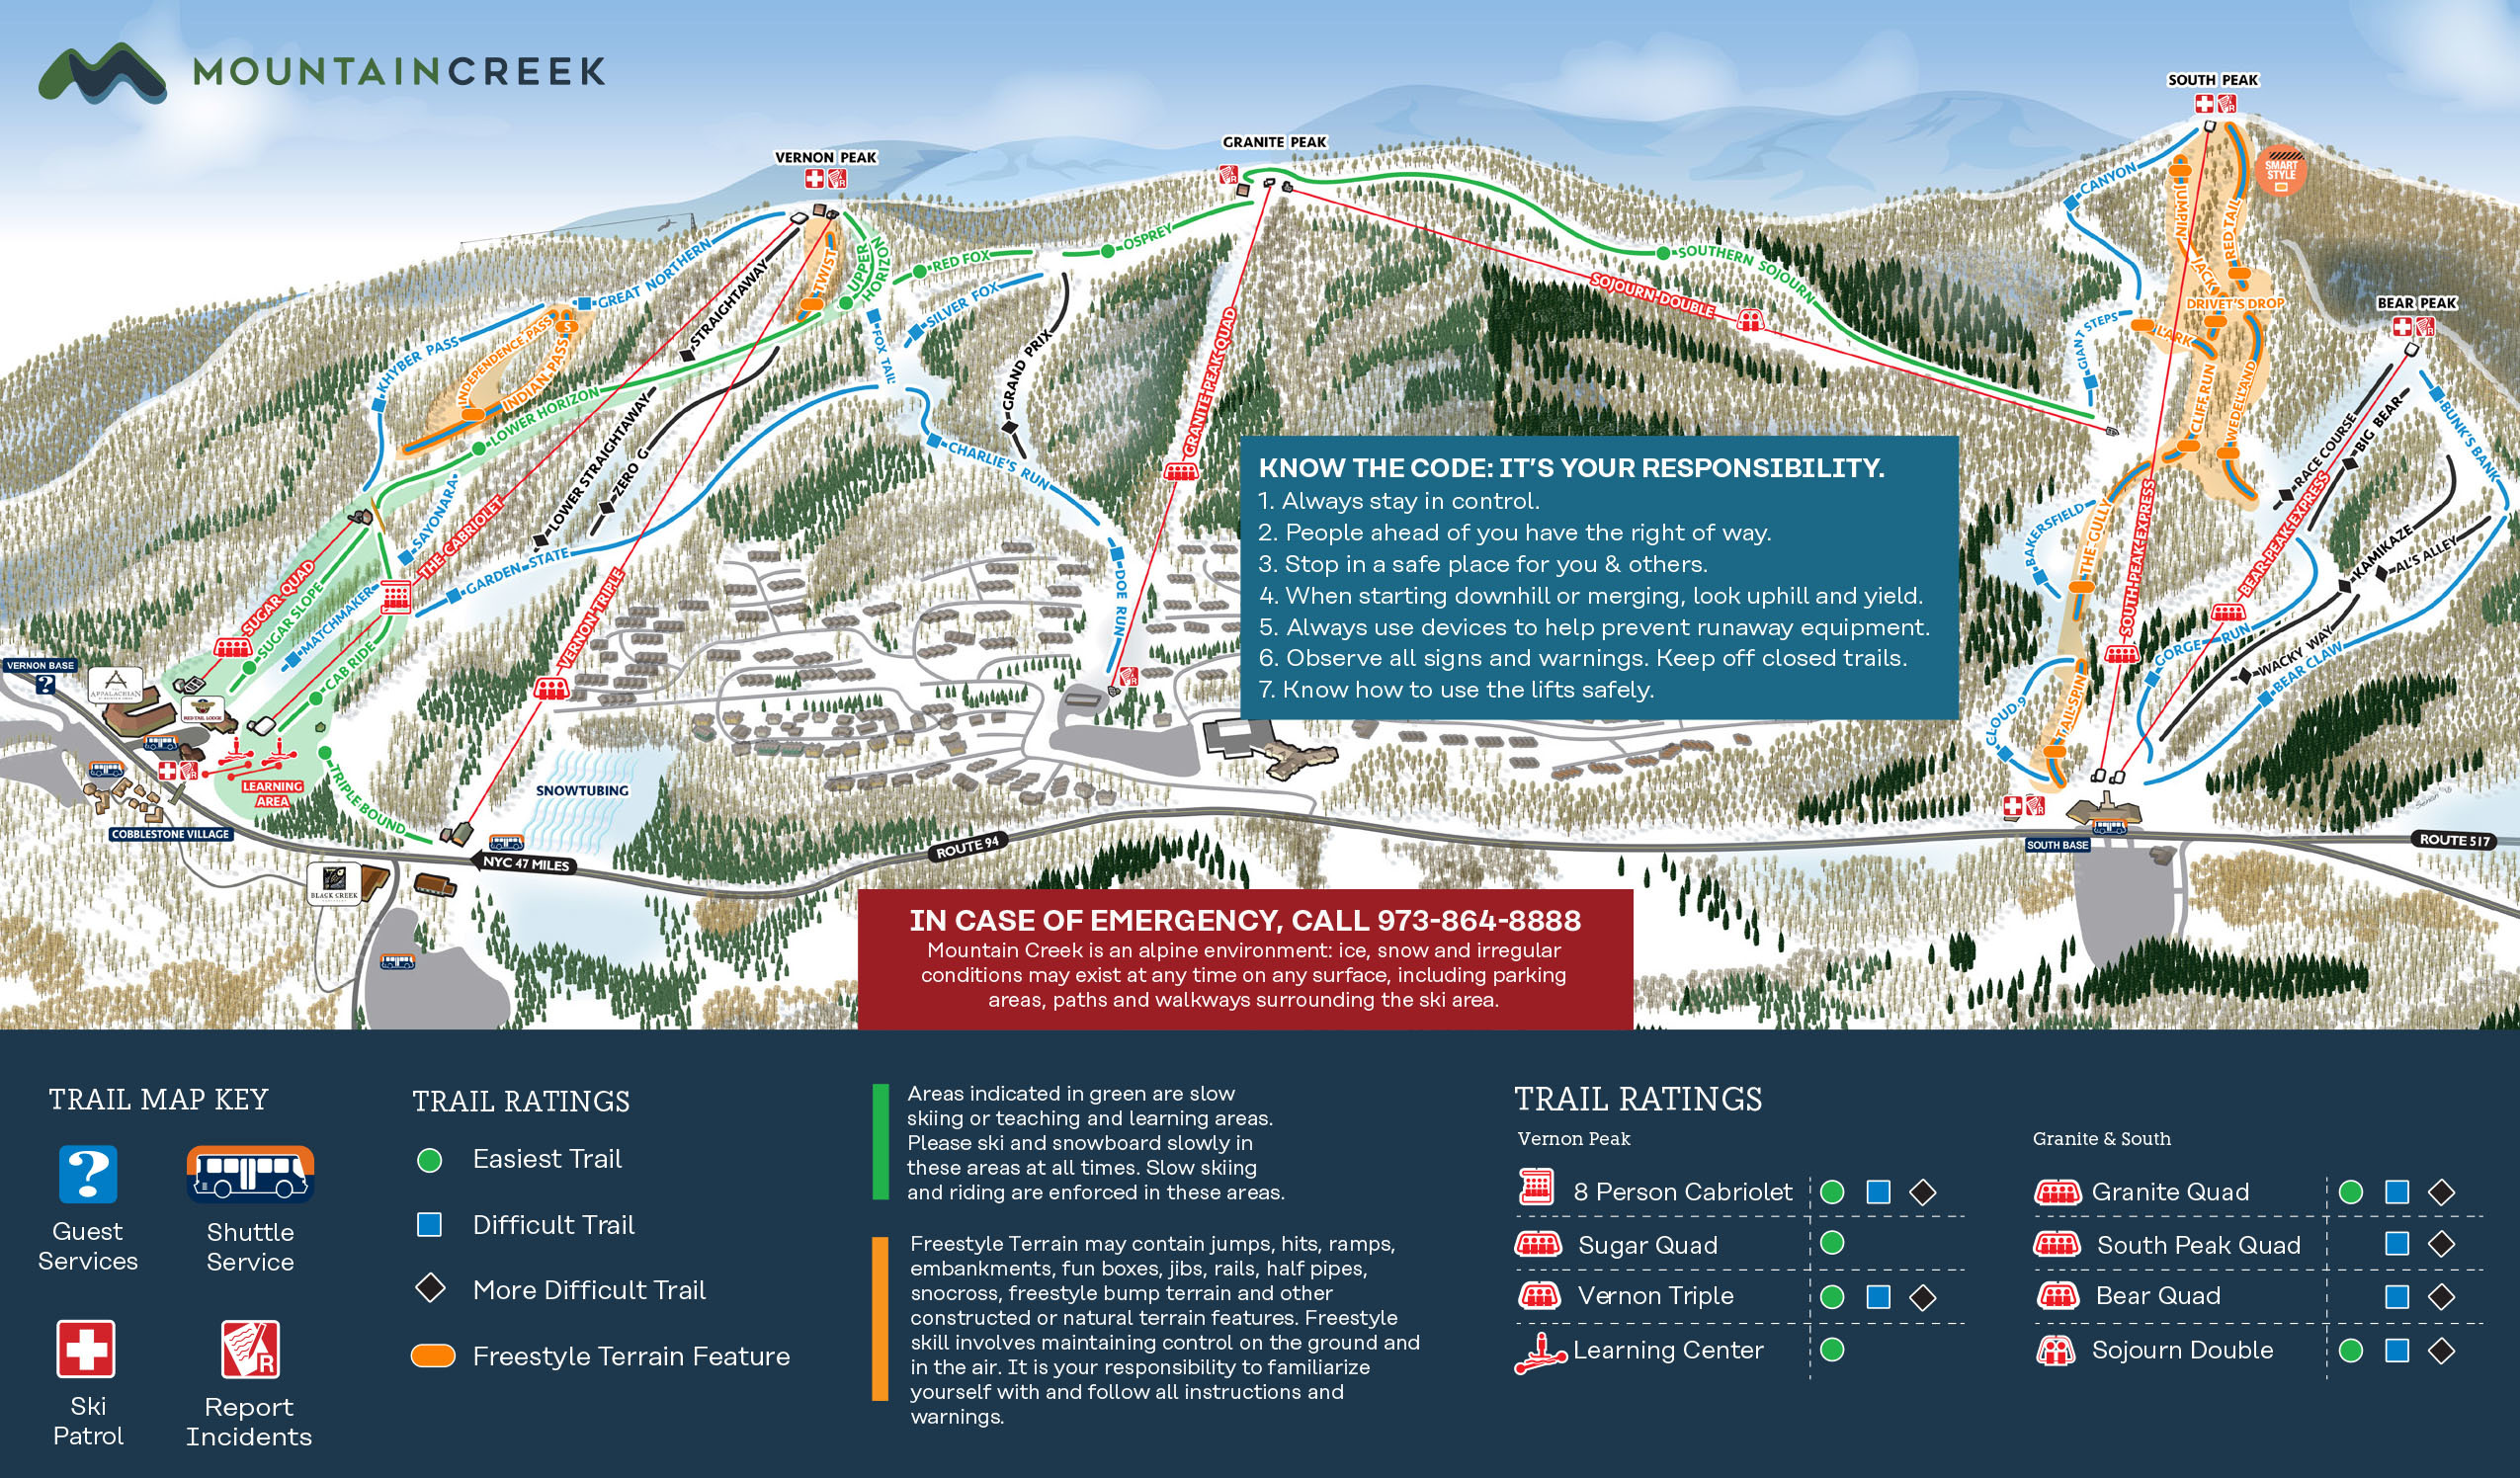 MOUNTAINCREEK
SOUTH PEAK
GRANITE PEAK
VERNON PEAK
BEAR PEAK
SMART
STYLE
CANYON
JUMPIN'
JACK
RED TAIL
DRIVET'S DROP
GIANT STEPS
LARK
CLIFF RUN
WEDELLAND
GREAT NORTHERN
STRAIGHTAWAY
TWIST
UPPER
HORIZON
RED FOX
OSPREY
SOUTHERN SOJOURN
SOJOURN DOUBLE
SILVER FOX
FOX TAIL
GRAND PRIX
GRANITE PEAK QUAD
KHYBER PASS
INDEPENDENCE PASS
S
INDIAN PASS
LOWER HORIZON
LOWER STRAIGHTAWAY
ZERO G
CHARLIE'S RUN
SAYONARA
THE CABRIOLET
GARDEN STATE
VERNON TRIPLE
DOE RUN
SUGAR QUAD
SUGAR SLOPE
MATCHMAKER
CAB RIDE
TRIPLE BOUND
RACE COURSE
BIG BEAR
BUNK'S BANK
BEAR PEAK EXPRESS
KAMIKAZE
AL'S ALLEY
BAKERSFIELD
THE GULLY
SOUTH PEAK EXPRESS
GORGE RUN
WACKY WAY
BEAR CLAW
CLOUD 9
TAILSPIN
KNOW THE CODE: IT'S YOUR RESPONSIBILITY.
1. Always stay in control.
2. People ahead of you have the right of way.
3. Stop in a safe place for you & others.
4. When starting downhill or merging, look uphill and yield.
5. Always use devices to help prevent runaway equipment.
6. Observe all signs and warnings. Keep off closed trails.
7. Know how to use the lifts safely.
VERNON BASE
?
A
APPALACHIAN
RED TAIL LODGE
LEARNING
AREA
COBBLESTONE VILLAGE
SNOWTUBING
BLACK CREEK
NYC 47 MILES
ROUTE 94
SOUTH BASE
ROUTE 517
IN CASE OF EMERGENCY, CALL 973-864-8888
Mountain Creek is an alpine environment: ice, snow and irregular
conditions may exist at any time on any surface, including parking
areas, paths and walkways surrounding the ski area.
TRAIL MAP KEY
?
Guest
Services
Shuttle
Service
Ski
Patrol
R
Report
Incidents
TRAIL RATINGS
Easiest Trail
Difficult Trail
More Difficult Trail
Freestyle Terrain Feature
Areas indicated in green are slow
skiing or teaching and learning areas.
Please ski and snowboard slowly in
these areas at all times. Slow skiing
and riding are enforced in these areas.
Freestyle Terrain may contain jumps, hits, ramps,
embankments, fun boxes, jibs, rails, half pipes,
snocross, freestyle bump terrain and other
constructed or natural terrain features. Freestyle
skill involves maintaining control on the ground and
in the air. It is your responsibility to familiarize
yourself with and follow all instructions and
warnings.
TRAIL RATINGS
Vernon Peak
8 Person Cabriolet
Sugar Quad
Vernon Triple
Learning Center
Granite & South
Granite Quad
South Peak Quad
Bear Quad
Sojourn Double